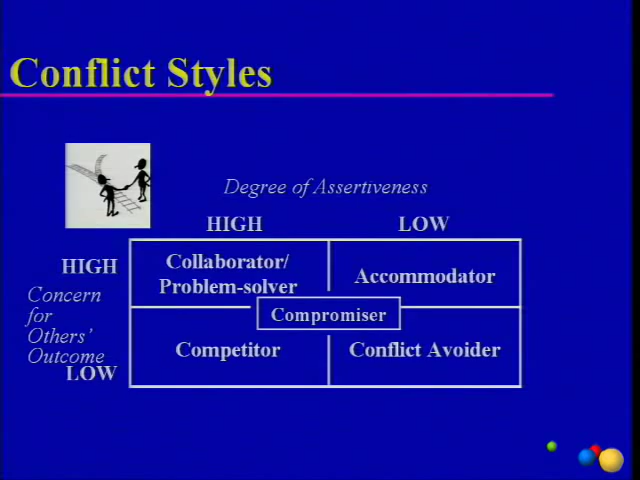 Conflict Styles
Degree of Assertiveness
HIGH LOW
HIGH
Concern
for
Others’
Outcome
LOW
Collaborator/
Problem-solver
Accommodator
Compromiser
Competitor
Conflict Avoider